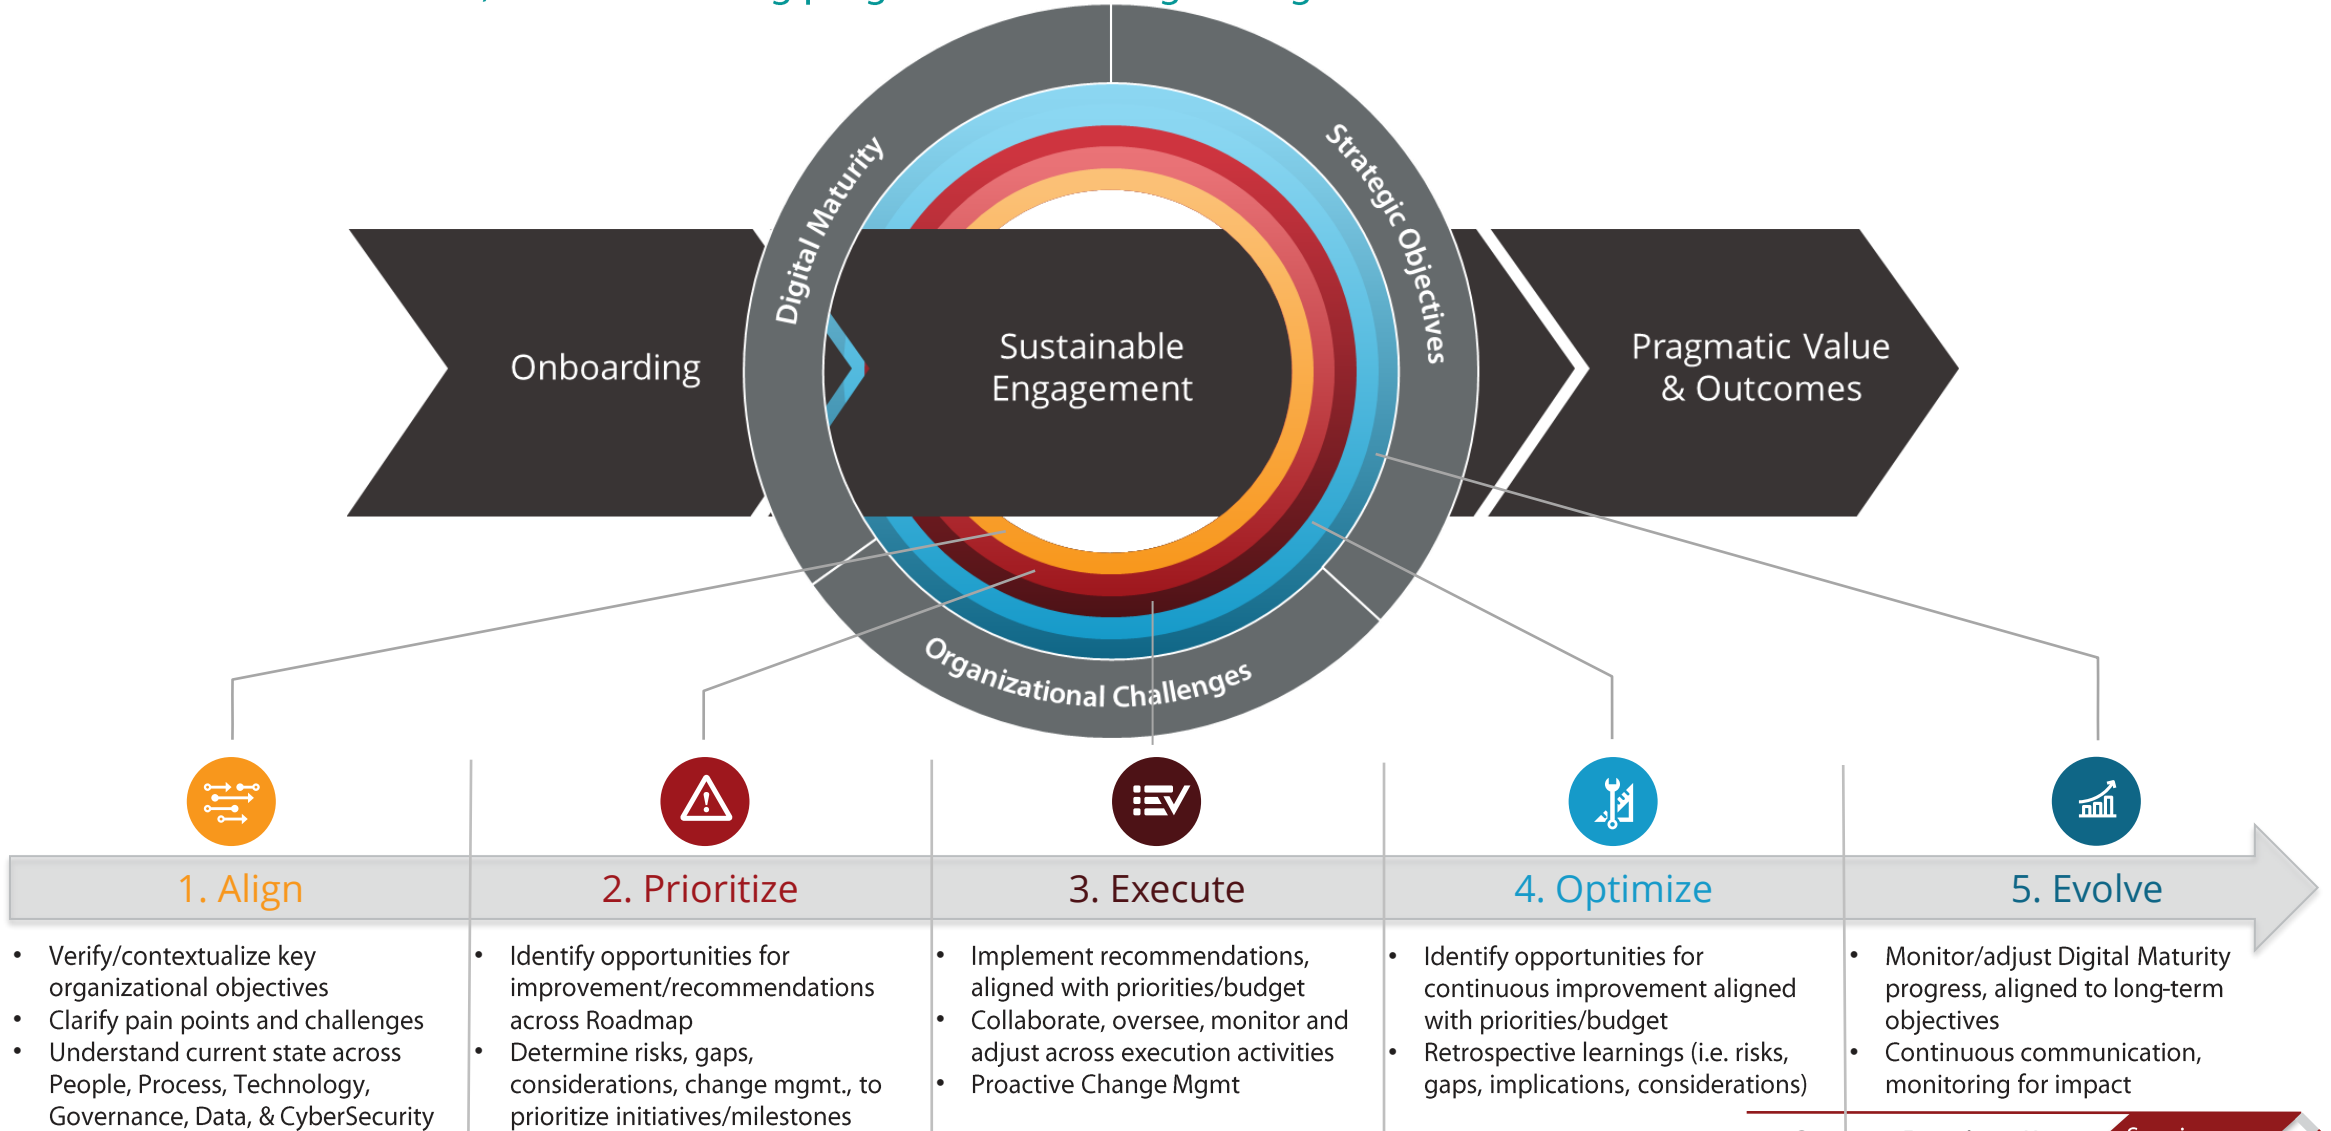 Digital Maturity
Strategic Objectives
Onboarding
Sustainable
Engagement
Pragmatic Value
& Outcomes
Organizational Challenges
1. Align
2. Prioritize
3. Execute
4. Optimize
5. Evolve
• Verify/contextualize key
organizational objectives
• Clarify pain points and challenges
• Understand current state across
People, Process, Technology,
Governance, Data, & CyberSecurity
• Identify opportunities for
improvement/recommendations
across Roadmap
• Determine risks, gaps,
considerations, change mgmt., to
prioritize initiatives/milestones
• Implement recommendations,
aligned with priorities/budget
• Collaborate, oversee, monitor and
adjust across execution activities
• Proactive Change Mgmt
• Identify opportunities for
continuous improvement aligned
with priorities/budget
• Retrospective learnings (i.e. risks,
gaps, implications, considerations)
• Monitor/adjust Digital Maturity
progress, aligned to long-term
objectives
• Continuous communication,
monitoring for impact